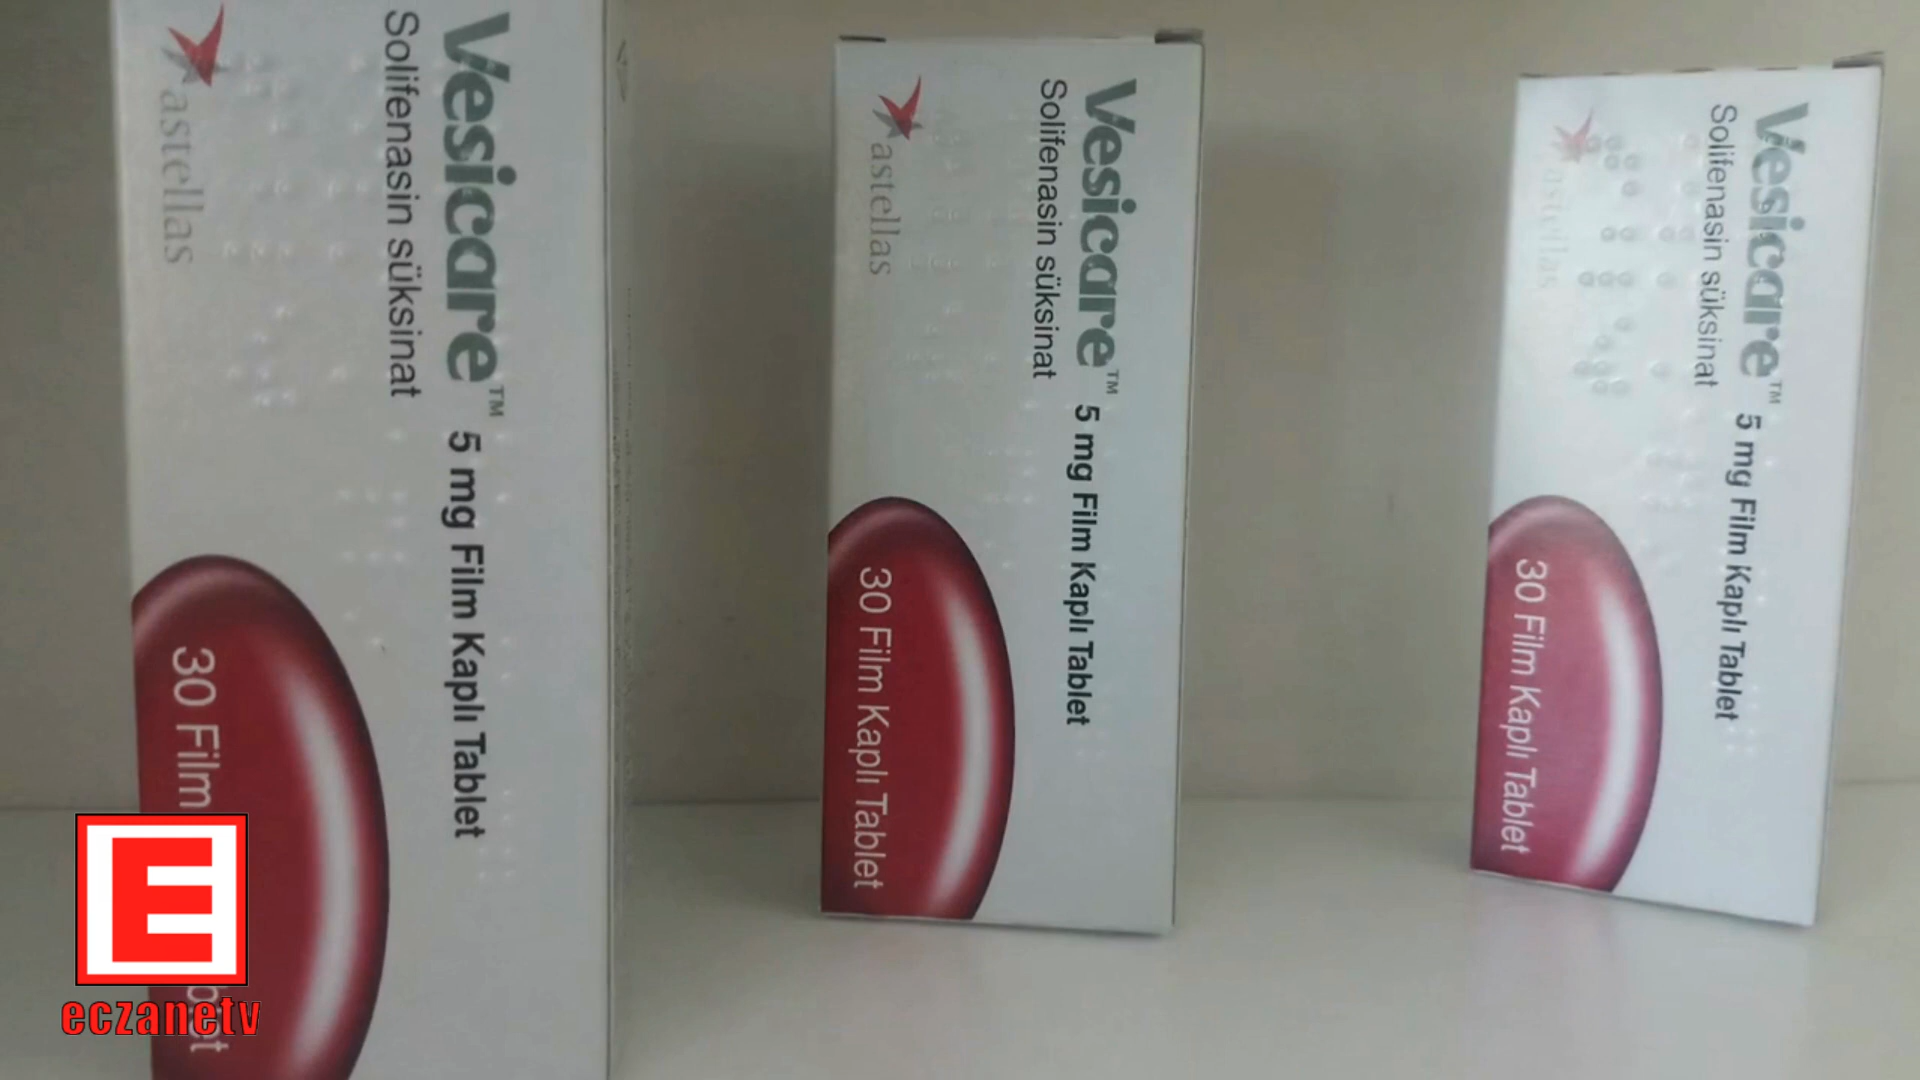 Vesicare™ 5 mg Film Kaplı Tablet
Solifenasin süksinat
astellas
30 Film
blet
Vesicare™ 5 mg Film Kaplı Tablet
Solifenasin süksinat
astellas
30 Film Kaplı Tablet
Vesicare™ 5 mg Film Kaplı Tablet
Solifenasin süksinat
astellas
30 Film Kaplı Tablet
E
eczanetv